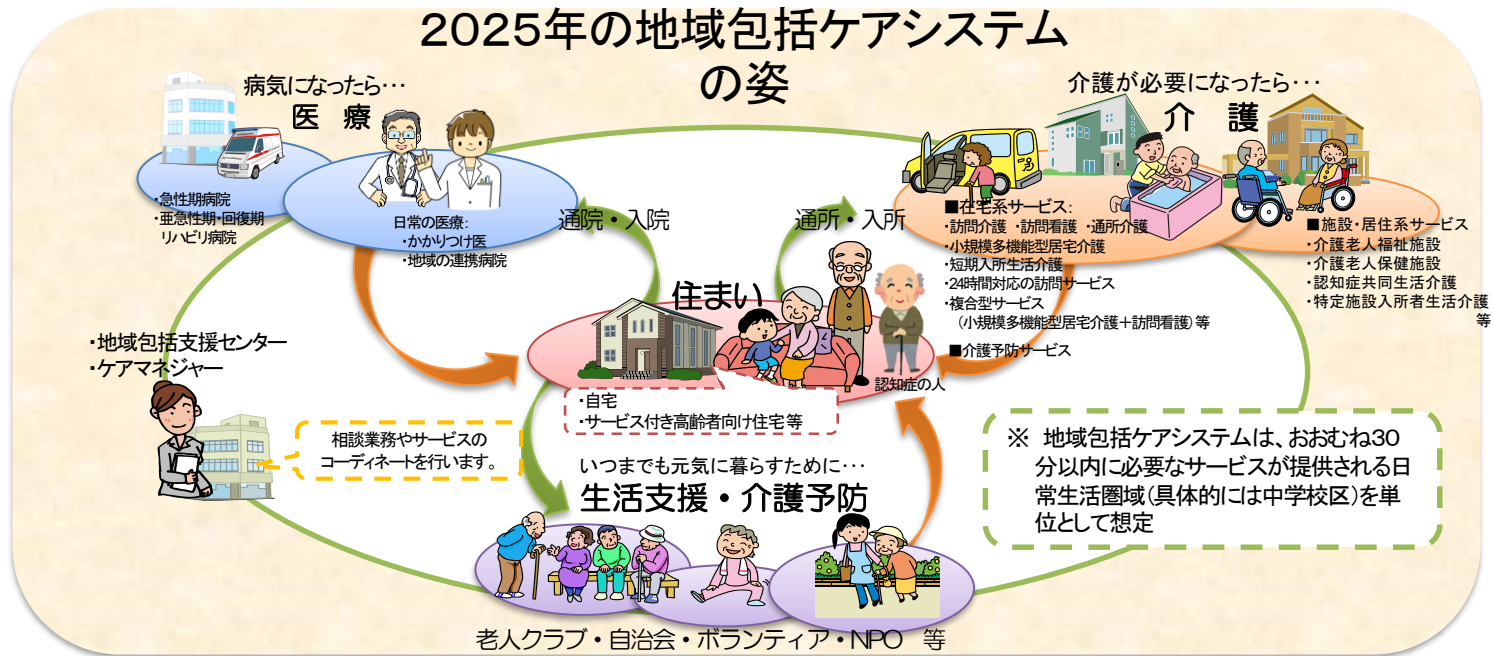 2025年の地域包括ケアシステム
の姿
病気になったら･･･
医 療
・急性期病院
・亜急性期・回復期
リハビリ病院
日常の医療:
・かかりつけ医
・地域の連携病院
通院・入院
通所・入所
介護が必要になったら･･･
介 護
■在宅系サービス:
・訪問介護 ・訪問看護 ・通所介護
・小規模多機能型居宅介護
・短期入所生活介護
・24時間対応の訪問サービス
・複合型サービス
(小規模多機能型居宅介護+訪問看護)等
■介護予防サービス
■施設・居住系サービス
・介護老人福祉施設
・介護老人保健施設
・認知症共同生活介護
・特定施設入所者生活介護
等
住まい
認知症の人
・自宅
・サービス付き高齢者向け住宅等
・地域包括支援センター
・ケアマネジャー
相談業務やサービスの
コーディネートを行います。
いつまでも元気に暮らすために･･･
生活支援・介護予防
老人クラブ・自治会・ボランティア・NPO 等
※ 地域包括ケアシステムは、おおむね30
分以内に必要なサービスが提供される日
常生活圏域(具体的には中学校区)を単
位として想定